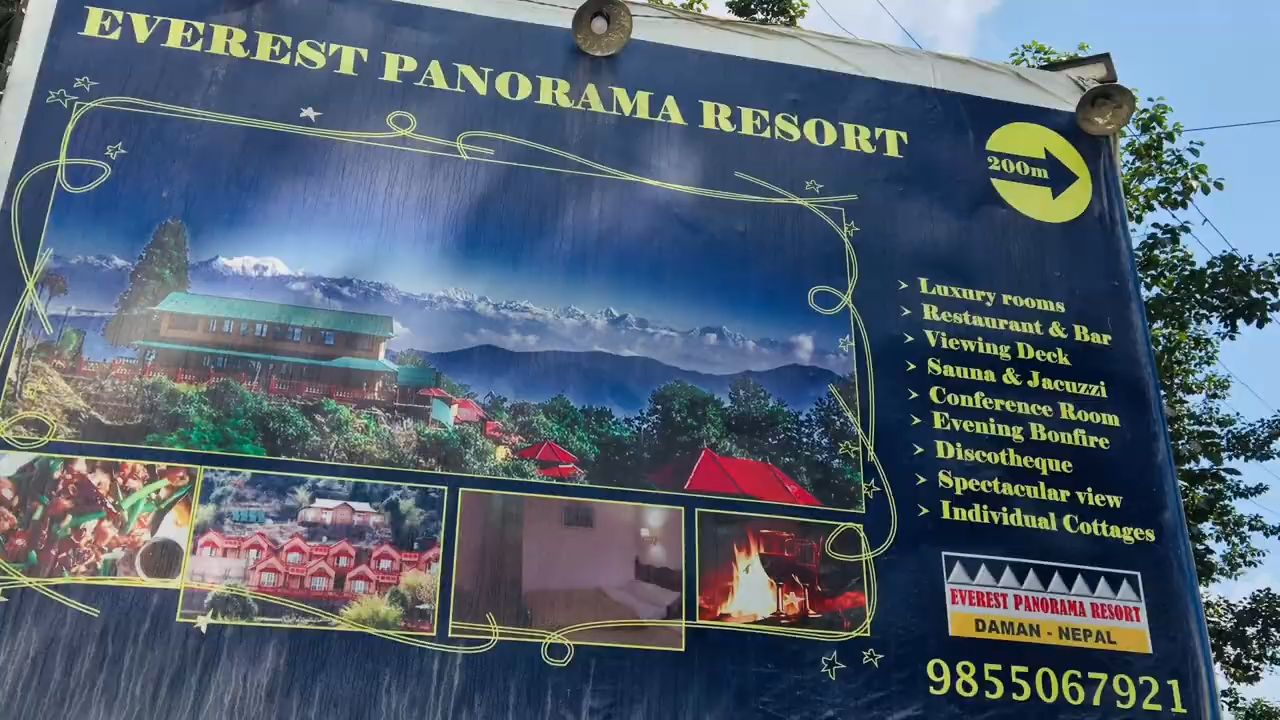 EVEREST PANORAMA RESORT
200m
Luxury rooms
Restaurant & Bar
Viewing Deck
Sauna & Jacuzzi
Conference Room
Evening Bonfire
Discotheque
Spectacular view
Individual Cottages
EVEREST PANORAMA RESORT
DAMAN - NEPAL
9855067921